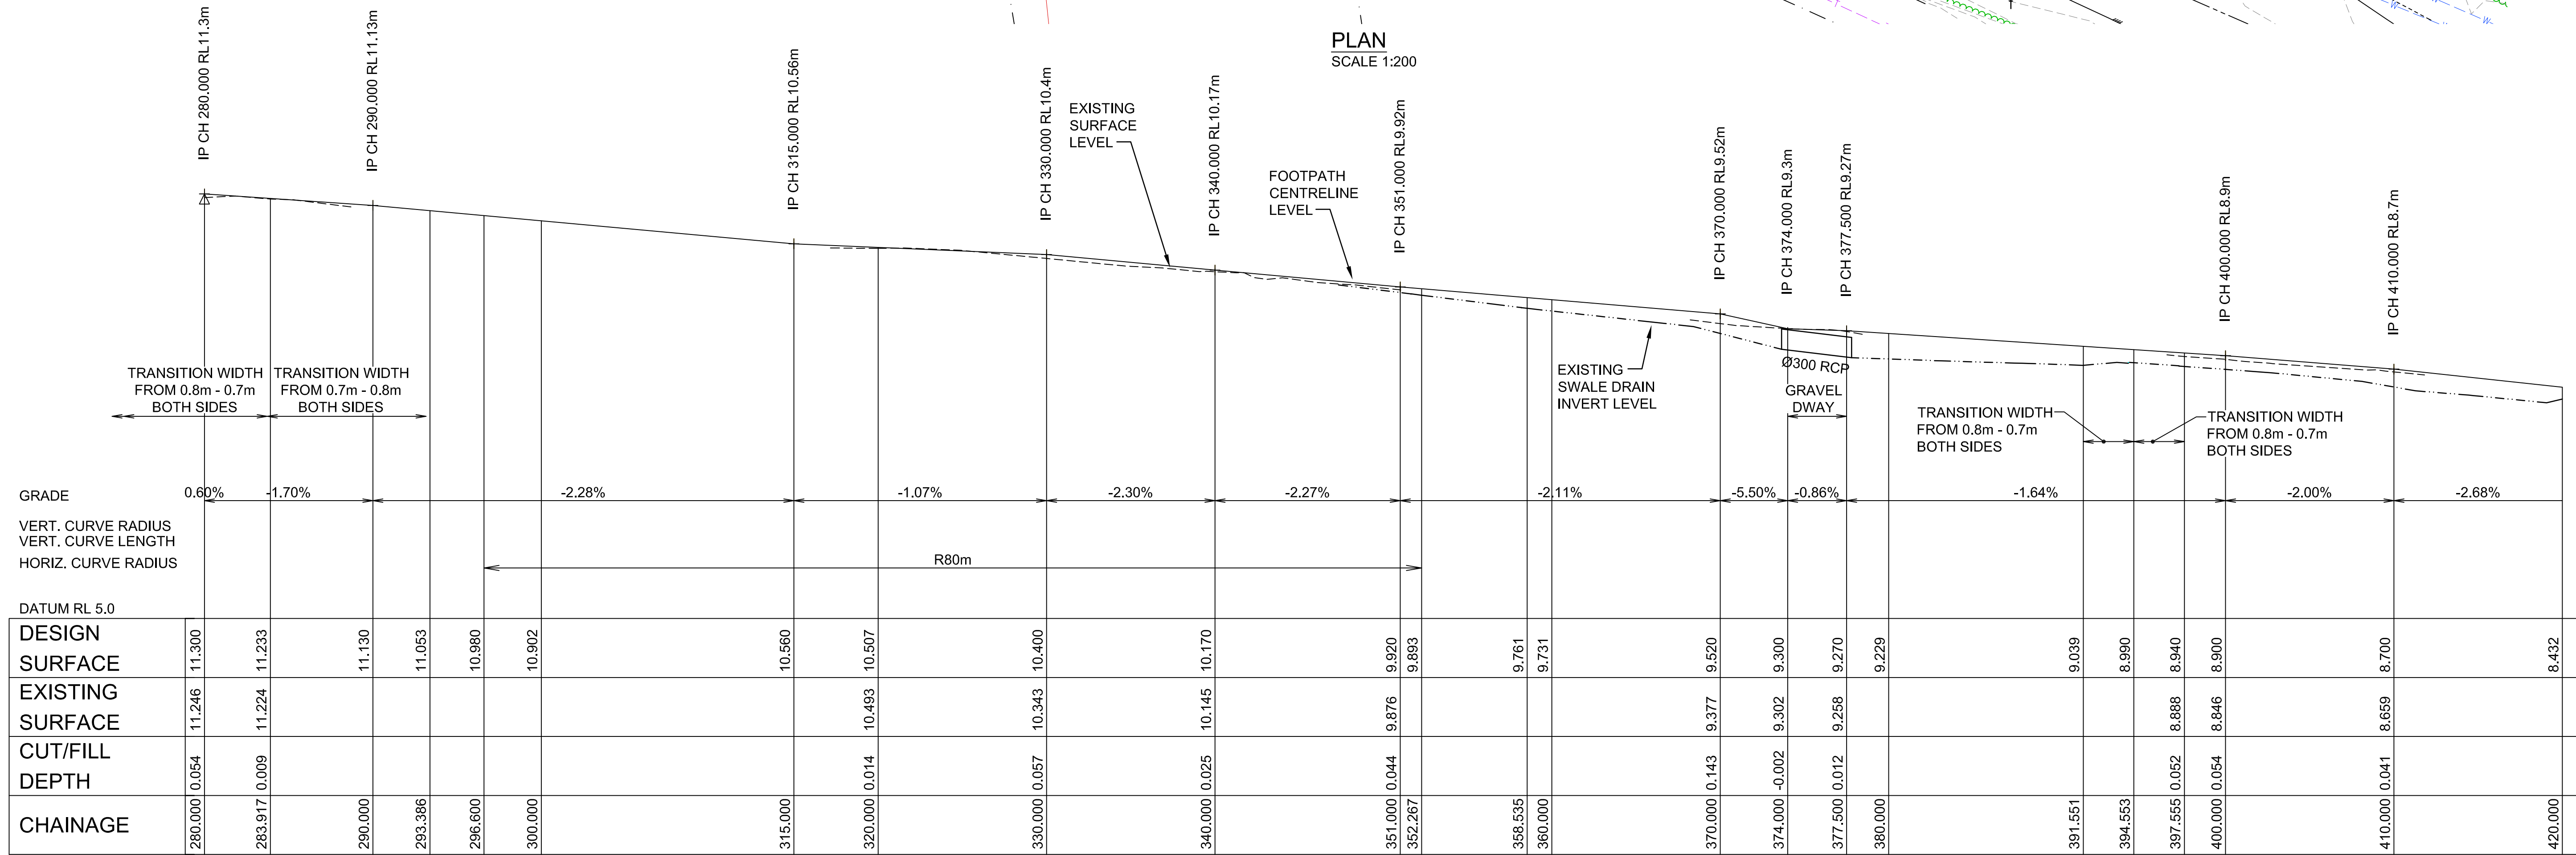 PLAN
SCALE 1:200
IP CH 280.000 RL11.3m
IP CH 290.000 RL11.13m
IP CH 315.000 RL10.56m
IP CH 330.000 RL10.4m
IP CH 340.000 RL10.17m
IP CH 351.000 RL9.92m
IP CH 370.000 RL9.52m
IP CH 374.000 RL9.3m
IP CH 377.500 RL9.27m
IP CH 400.000 RL8.9m
IP CH 410.000 RL8.7m
EXISTING
SURFACE
LEVEL
FOOTPATH
CENTRELINE
LEVEL
TRANSITION WIDTH
FROM 0.8m - 0.7m
BOTH SIDES
TRANSITION WIDTH
FROM 0.7m - 0.8m
BOTH SIDES
EXISTING
SWALE DRAIN
INVERT LEVEL
Ø300 RCP
GRAVEL
DWAY
TRANSITION WIDTH
FROM 0.8m - 0.7m
BOTH SIDES
TRANSITION WIDTH
FROM 0.8m - 0.7m
BOTH SIDES
GRADE 0.60% -1.70% -2.28% -1.07% -2.30% -2.27% -2.11% -5.50% -0.86% -1.64% -2.00% -2.68%
VERT. CURVE RADIUS
VERT. CURVE LENGTH
HORIZ. CURVE RADIUS R80m
DATUM RL 5.0
DESIGN
SURFACE
11.300 11.233 11.130 11.053 10.980 10.902 10.560 10.507 10.400 10.170 9.920 9.893 9.761 9.731 9.520 9.300 9.270 9.229 9.039 8.990 8.940 8.900 8.700 8.432
EXISTING
SURFACE
11.246 11.224 10.493 10.343 10.145 9.876 9.377 9.302 9.258 8.888 8.846 8.659
CUT/FILL
DEPTH
0.054 0.009 0.014 0.057 0.025 0.044 0.143 -0.002 0.012 0.052 0.054 0.041
CHAINAGE
280.000 283.917 290.000 293.386 296.600 300.000 315.000 320.000 330.000 340.000 351.000 352.267 358.535 360.000 370.000 374.000 377.500 380.000 391.551 394.553 397.555 400.000 410.000 420.000